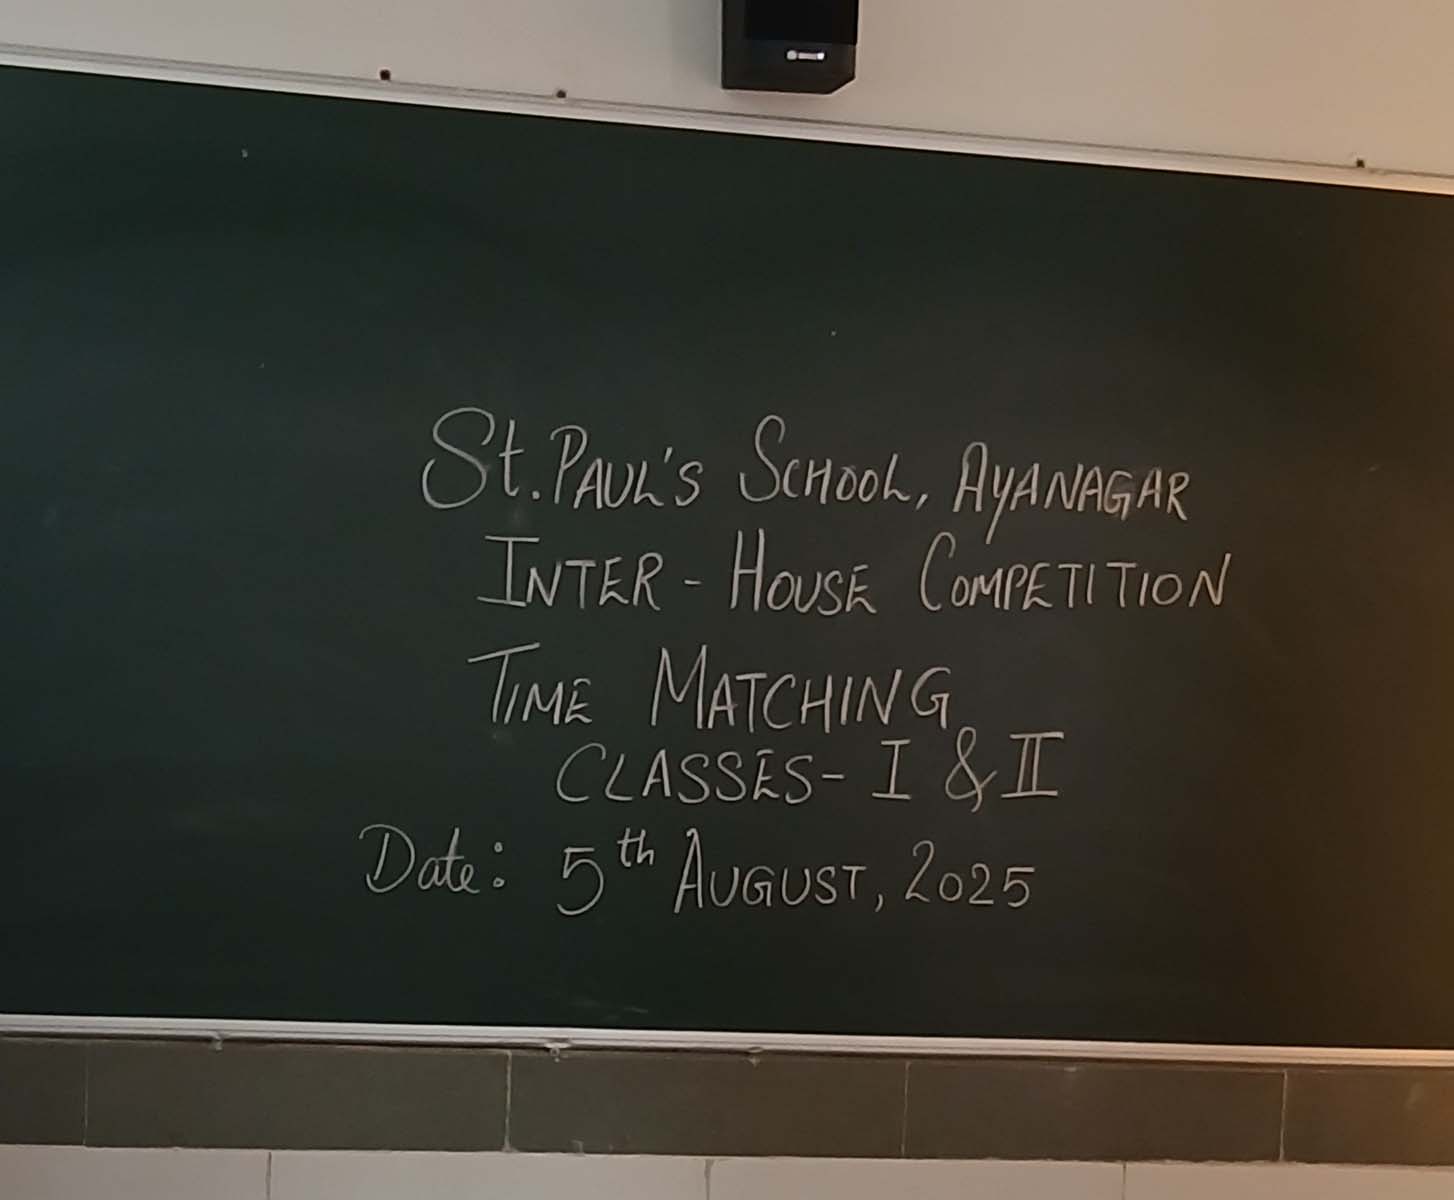 St. PAUL'S SCHOOL, AYANAGAR
INTER - HOUSE COMPETITION
TIME MATCHING
CLASSES - I & II
Date: 5th AUGUST, 2025